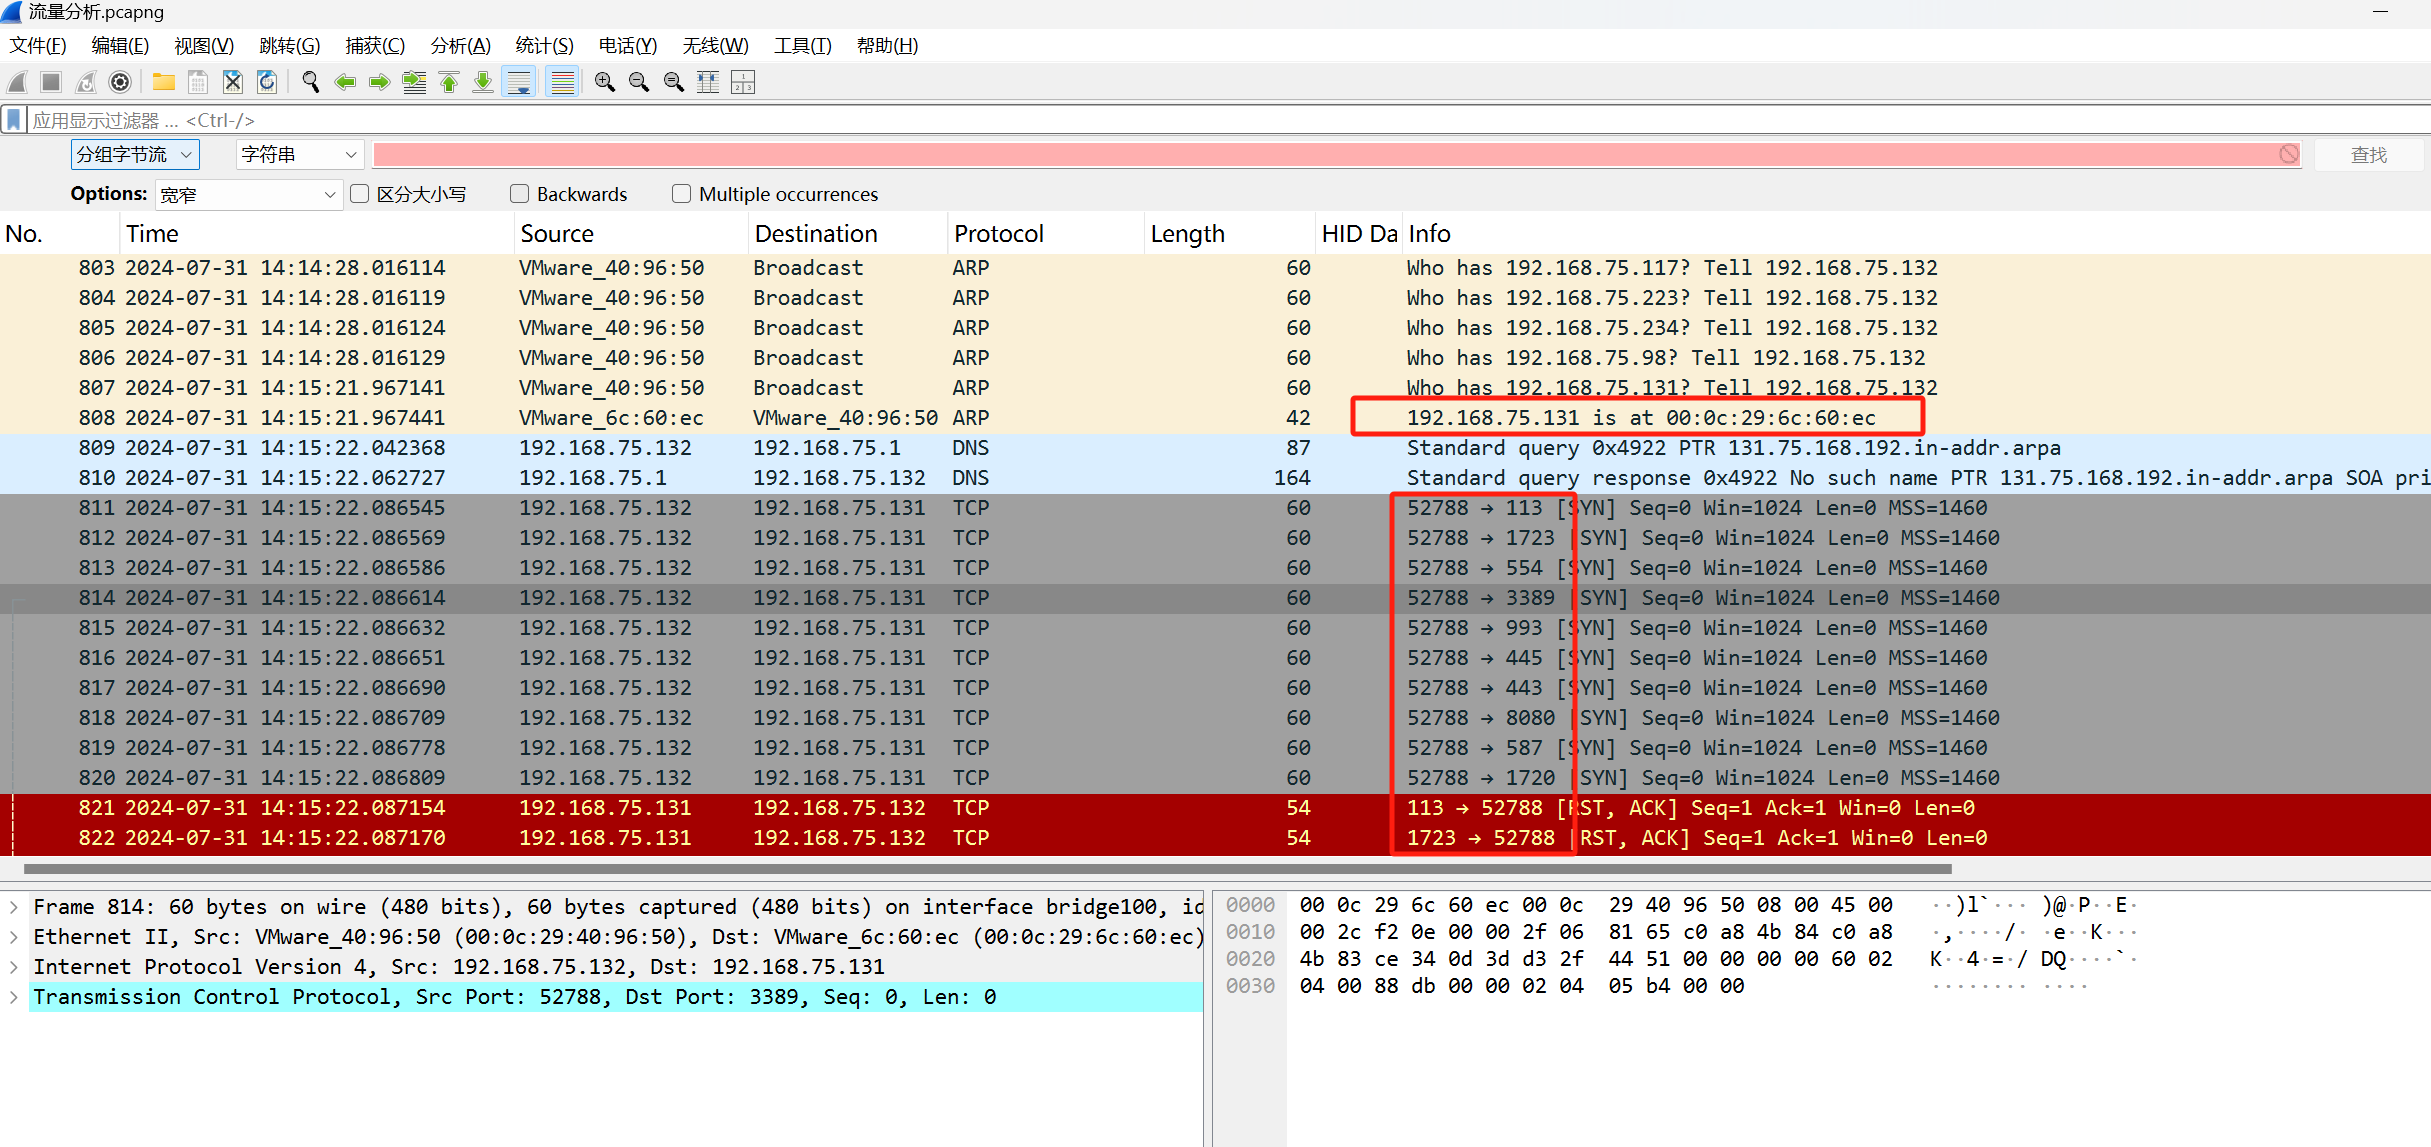 流量分析.pcapng
文件(F) 编辑(E) 视图(V) 跳转(G) 捕获(C) 分析(A) 统计(S) 电话(Y) 无线(W) 工具(T) 帮助(H)
应用显示过滤器 … <Ctrl-/>
分组字节流 字符串 查找
Options: 宽窄 区分大小写 Backwards Multiple occurrences
No. Time Source Destination Protocol Length HID Da Info
803 2024-07-31 14:14:28.016114 VMware_40:96:50 Broadcast ARP 60 Who has 192.168.75.117? Tell 192.168.75.132
804 2024-07-31 14:14:28.016119 VMware_40:96:50 Broadcast ARP 60 Who has 192.168.75.223? Tell 192.168.75.132
805 2024-07-31 14:14:28.016124 VMware_40:96:50 Broadcast ARP 60 Who has 192.168.75.234? Tell 192.168.75.132
806 2024-07-31 14:14:28.016129 VMware_40:96:50 Broadcast ARP 60 Who has 192.168.75.98? Tell 192.168.75.132
807 2024-07-31 14:15:21.967141 VMware_40:96:50 Broadcast ARP 60 Who has 192.168.75.131? Tell 192.168.75.132
808 2024-07-31 14:15:21.967441 VMware_6c:60:ec VMware_40:96:50 ARP 42 192.168.75.131 is at 00:0c:29:6c:60:ec
809 2024-07-31 14:15:22.042368 192.168.75.132 192.168.75.1 DNS 87 Standard query 0x4922 PTR 131.75.168.192.in-addr.arpa
810 2024-07-31 14:15:22.062727 192.168.75.1 192.168.75.132 DNS 164 Standard query response 0x4922 No such name PTR 131.75.168.192.in-addr.arpa SOA pri
811 2024-07-31 14:15:22.086545 192.168.75.132 192.168.75.131 TCP 60 52788 → 113 [SYN] Seq=0 Win=1024 Len=0 MSS=1460
812 2024-07-31 14:15:22.086569 192.168.75.132 192.168.75.131 TCP 60 52788 → 1723 [SYN] Seq=0 Win=1024 Len=0 MSS=1460
813 2024-07-31 14:15:22.086586 192.168.75.132 192.168.75.131 TCP 60 52788 → 554 [SYN] Seq=0 Win=1024 Len=0 MSS=1460
814 2024-07-31 14:15:22.086614 192.168.75.132 192.168.75.131 TCP 60 52788 → 3389 [SYN] Seq=0 Win=1024 Len=0 MSS=1460
815 2024-07-31 14:15:22.086632 192.168.75.132 192.168.75.131 TCP 60 52788 → 993 [SYN] Seq=0 Win=1024 Len=0 MSS=1460
816 2024-07-31 14:15:22.086651 192.168.75.132 192.168.75.131 TCP 60 52788 → 445 [SYN] Seq=0 Win=1024 Len=0 MSS=1460
817 2024-07-31 14:15:22.086690 192.168.75.132 192.168.75.131 TCP 60 52788 → 443 [SYN] Seq=0 Win=1024 Len=0 MSS=1460
818 2024-07-31 14:15:22.086709 192.168.75.132 192.168.75.131 TCP 60 52788 → 8080 [SYN] Seq=0 Win=1024 Len=0 MSS=1460
819 2024-07-31 14:15:22.086778 192.168.75.132 192.168.75.131 TCP 60 52788 → 587 [SYN] Seq=0 Win=1024 Len=0 MSS=1460
820 2024-07-31 14:15:22.086809 192.168.75.132 192.168.75.131 TCP 60 52788 → 1720 [SYN] Seq=0 Win=1024 Len=0 MSS=1460
821 2024-07-31 14:15:22.087154 192.168.75.131 192.168.75.132 TCP 54 113 → 52788 [RST, ACK] Seq=1 Ack=1 Win=0 Len=0
822 2024-07-31 14:15:22.087170 192.168.75.131 192.168.75.132 TCP 54 1723 → 52788 [RST, ACK] Seq=1 Ack=1 Win=0 Len=0
Frame 814: 60 bytes on wire (480 bits), 60 bytes captured (480 bits) on interface bridge100, id
Ethernet II, Src: VMware_40:96:50 (00:0c:29:40:96:50), Dst: VMware_6c:60:ec (00:0c:29:6c:60:ec)
Internet Protocol Version 4, Src: 192.168.75.132, Dst: 192.168.75.131
Transmission Control Protocol, Src Port: 52788, Dst Port: 3389, Seq: 0, Len: 0
0000 00 0c 29 6c 60 ec 00 0c 29 40 96 50 08 00 45 00 ··)l`··· )@·P··E·
0010 00 2c f2 0e 00 00 2f 06 81 65 c0 a8 4b 84 c0 a8 ·,····/· ·e··K···
0020 4b 83 ce 34 0d 3d d3 2f 44 51 00 00 00 00 60 02 K··4·=·/ DQ····`·
0030 04 00 88 db 00 00 02 04 05 b4 00 00 ········ ····